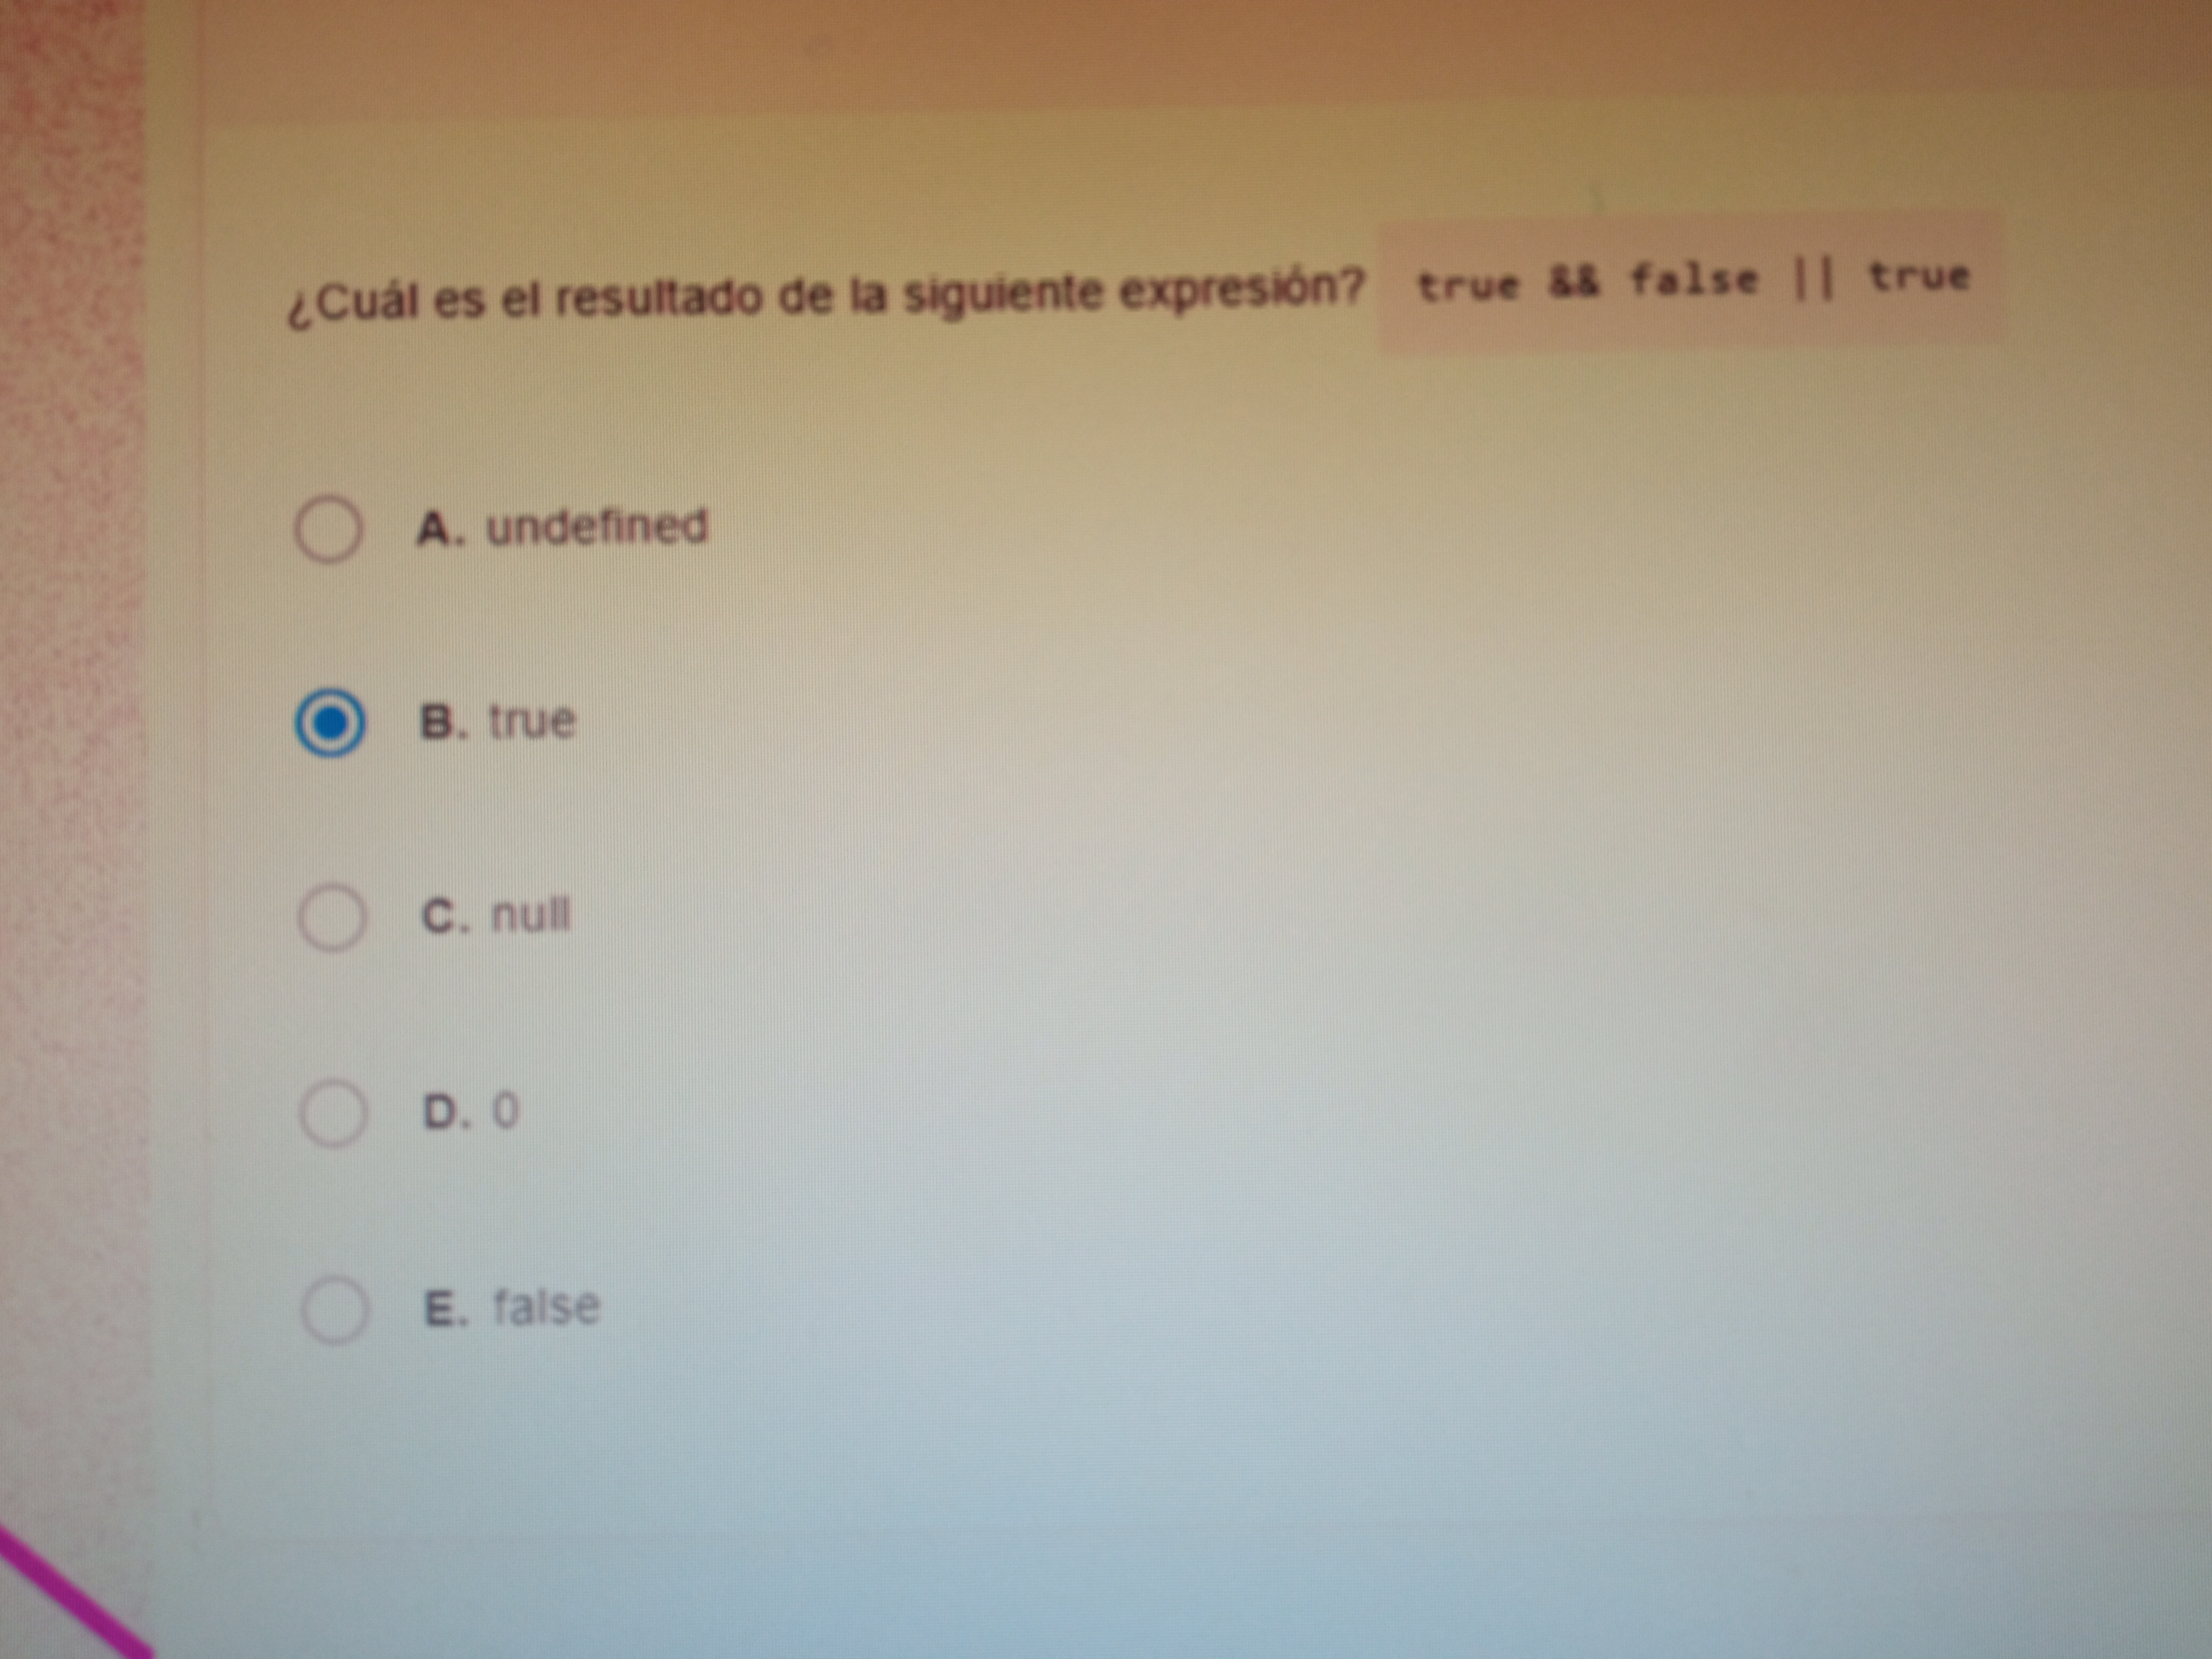 ¿Cuál es el resultado de la siguiente expresión? true && false || true
A. undefined
B. true
C. null
D. 0
E. false